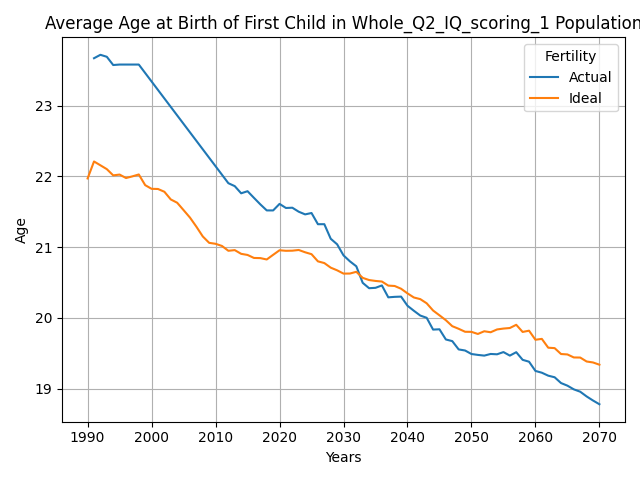 Average Age at Birth of First Child in Whole_Q2_IQ_scoring_1 Population
Fertility
Actual
Ideal
23
22
21
20
19
Age
1990 2000 2010 2020 2030 2040 2050 2060 2070
Years